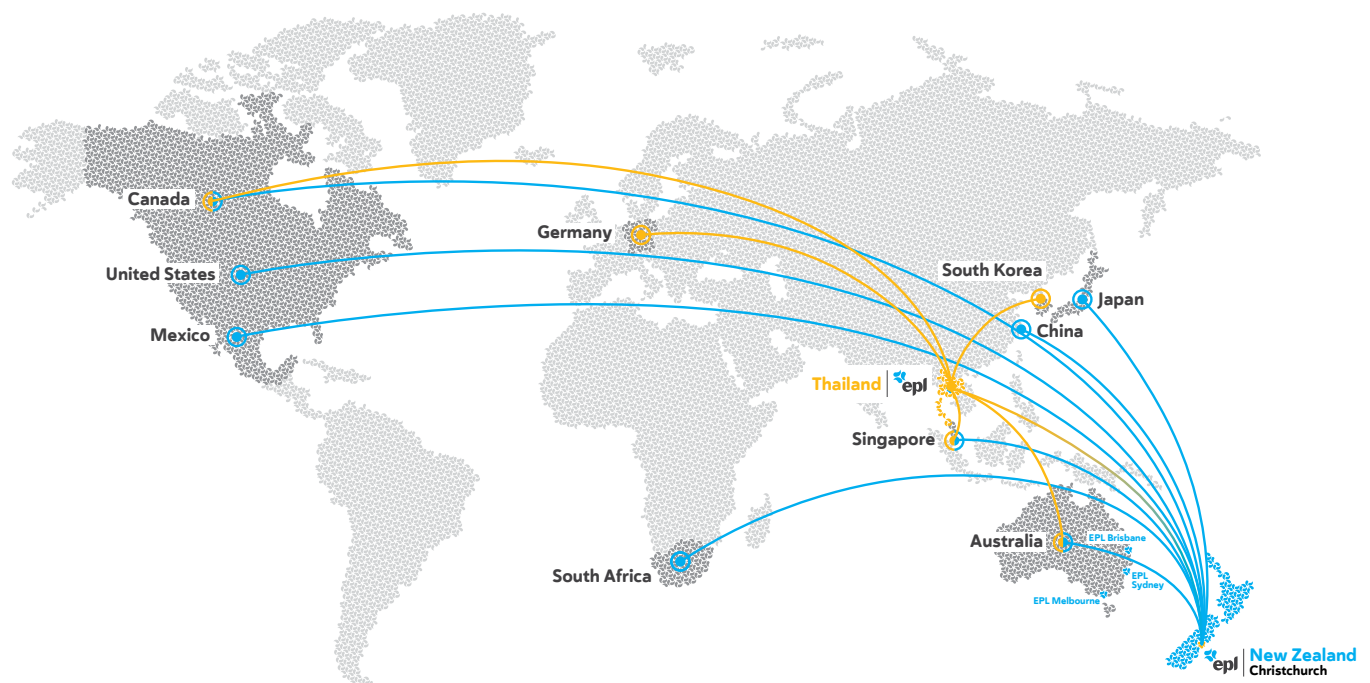 Canada
Germany
United States
South Korea
Japan
Mexico
China
Thailand
epl
Singapore
Australia
EPL Brisbane
EPL
Sydney
South Africa
EPL Melbourne
epl
New Zealand
Christchurch